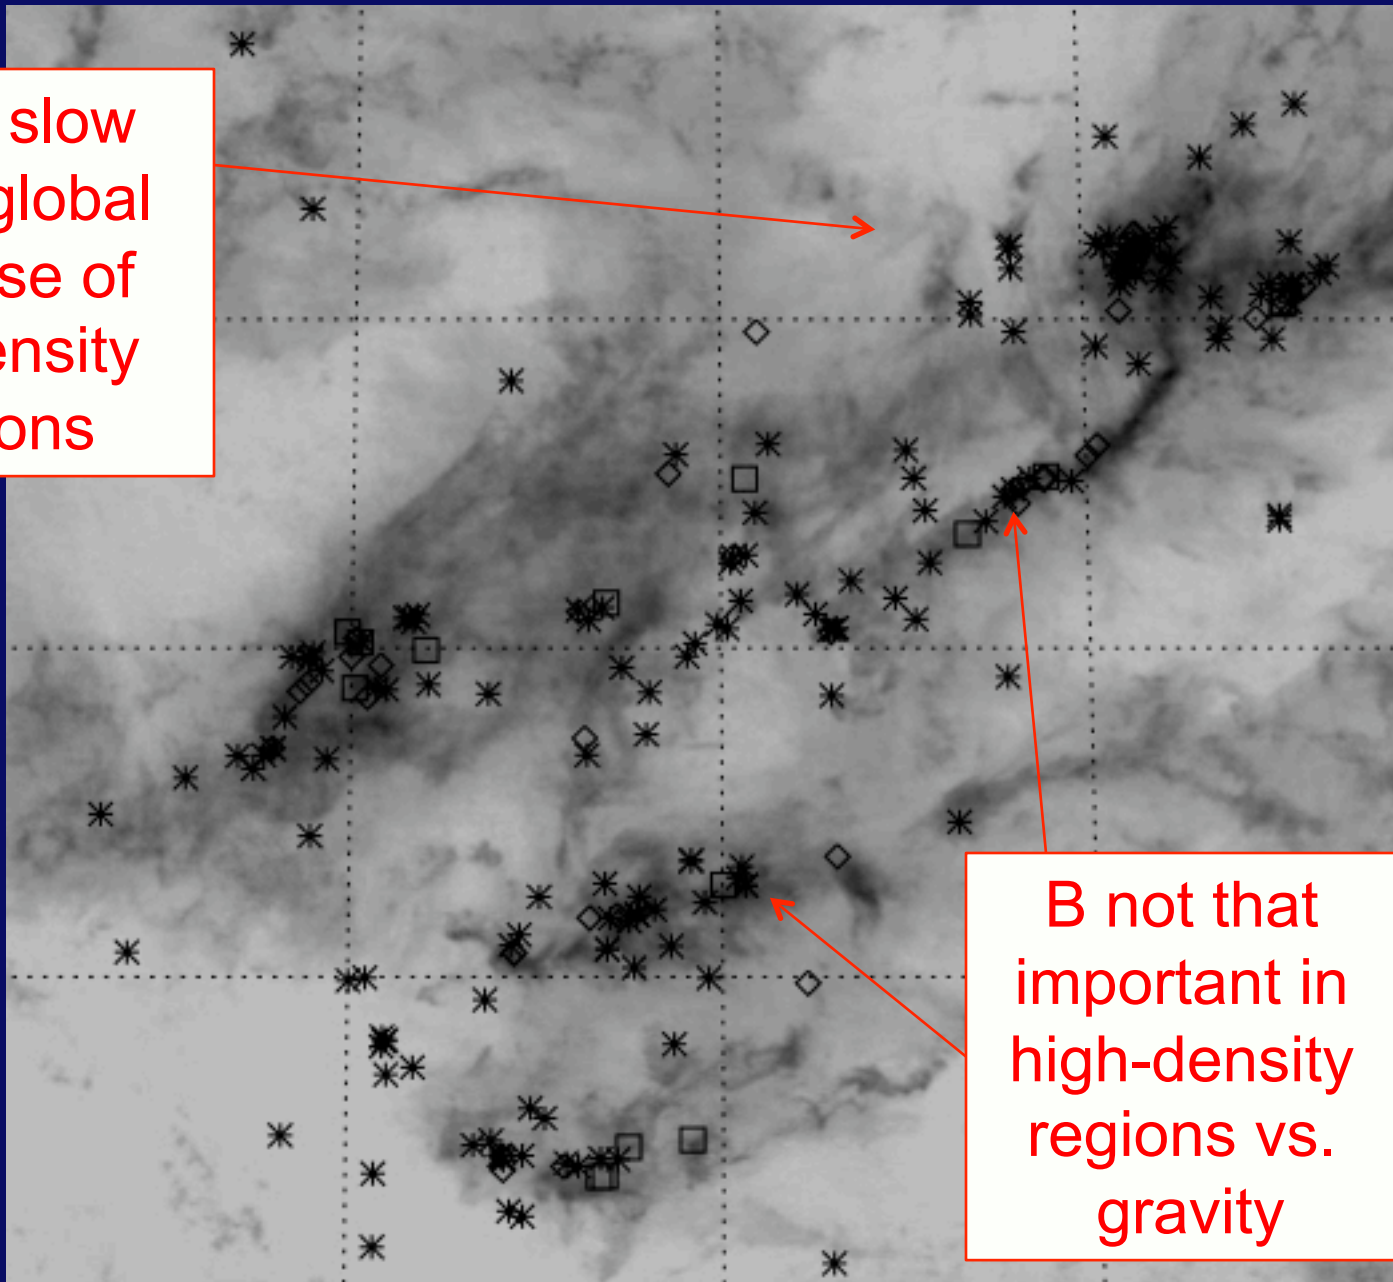 slow
global
se of
ensity
ons
B not that
important in
high-density
regions vs.
gravity